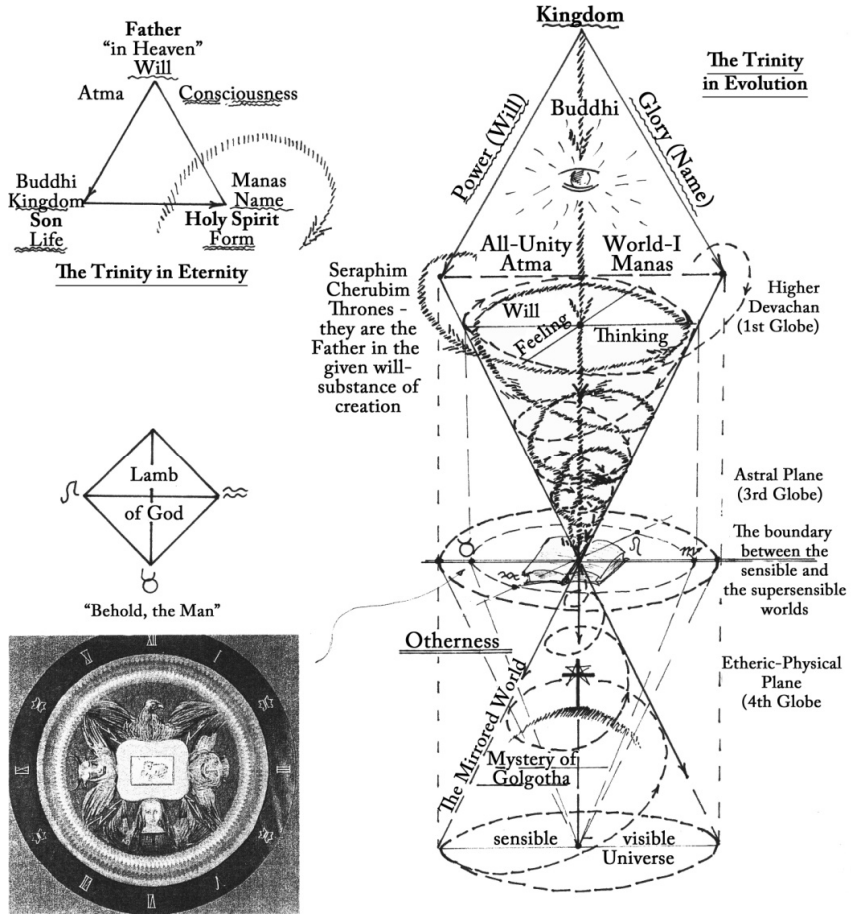 Father
“in Heaven”
Will
Atma
Consciousness
Buddhi
Kingdom
Son
Life
Manas
Name
Holy Spirit
Form
The Trinity in Eternity
Kingdom
The Trinity
in Evolution
Buddhi
Power (Will)
Glory (Name)
All-Unity
Atma
World-I
Manas
Seraphim
Cherubim
Thrones -
they are the
Father in the
given will-
substance of
creation
Will
Feeling
Thinking
Higher
Devachan
(1st Globe)
Lamb
of God
♌
♒
♉
“Behold, the Man”
Astral Plane
(3rd Globe)
♉
♌
The boundary
between the
sensible and
the supersensible
worlds
Otherness
The Mirrored World
Mystery of
Golgotha
Etheric-Physical
Plane
(4th Globe
sensible
visible
Universe
XII
I
III